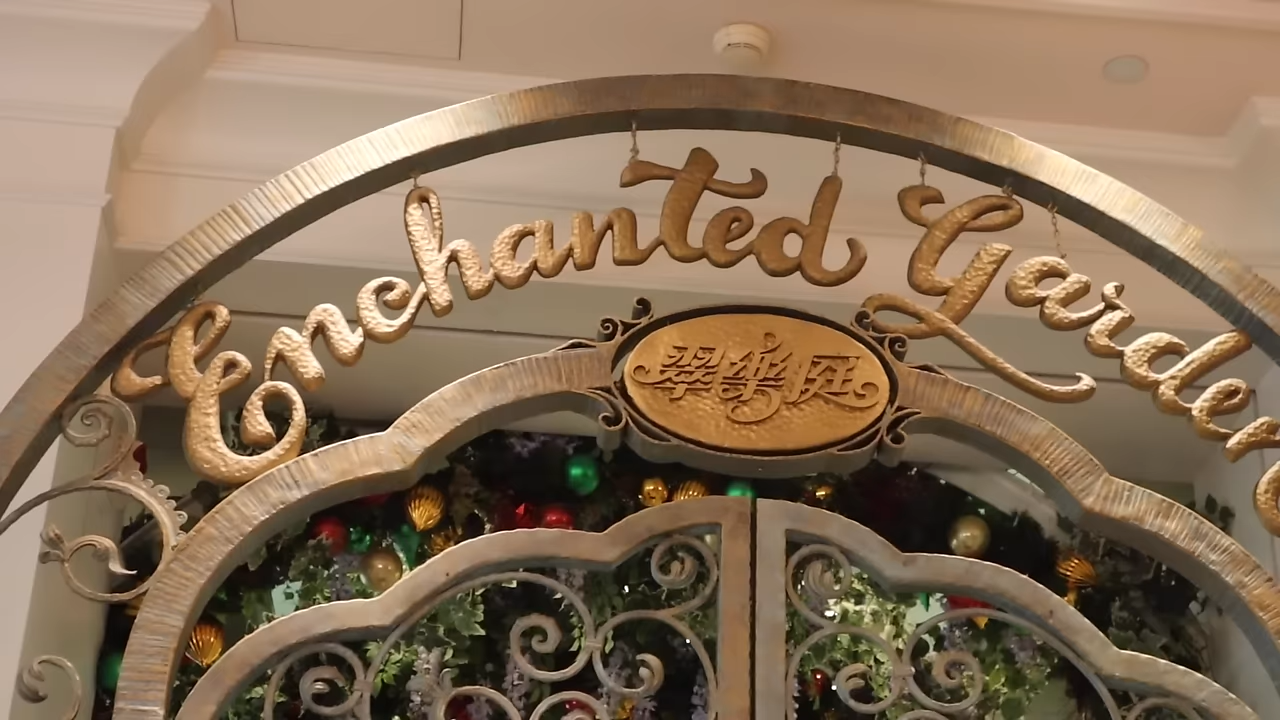 Enchanted Garden
翠樂庭